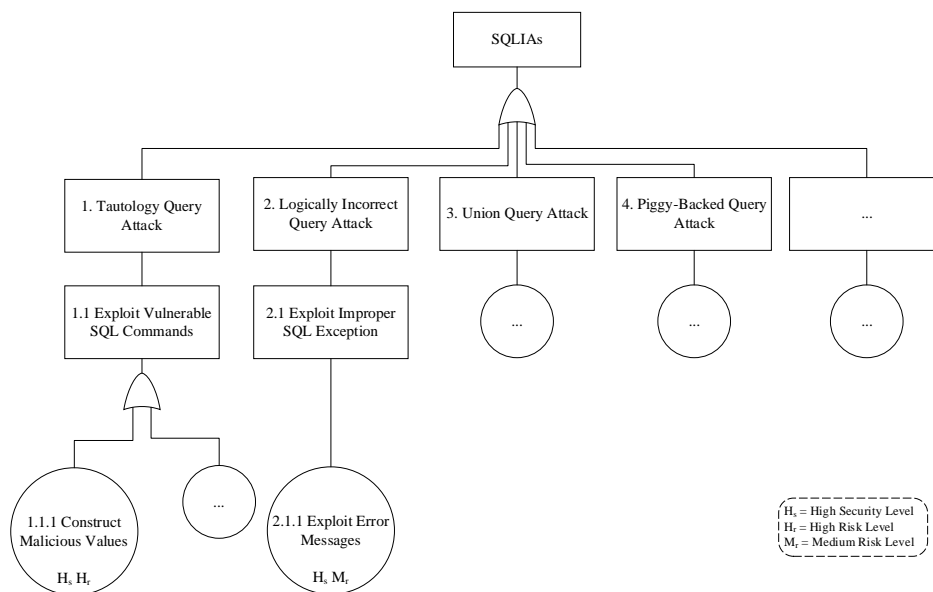 SQLIAs
1. Tautology Query
Attack
2. Logically Incorrect
Query Attack
3. Union Query Attack
4. Piggy-Backed Query
Attack
...
1.1 Exploit Vulnerable
SQL Commands
2.1 Exploit Improper
SQL Exception
...
...
...
1.1.1 Construct
Malicious Values
Hs Hr
...
2.1.1 Exploit Error
Messages
Hs Mr
Hs = High Security Level
Hr = High Risk Level
Mr = Medium Risk Level